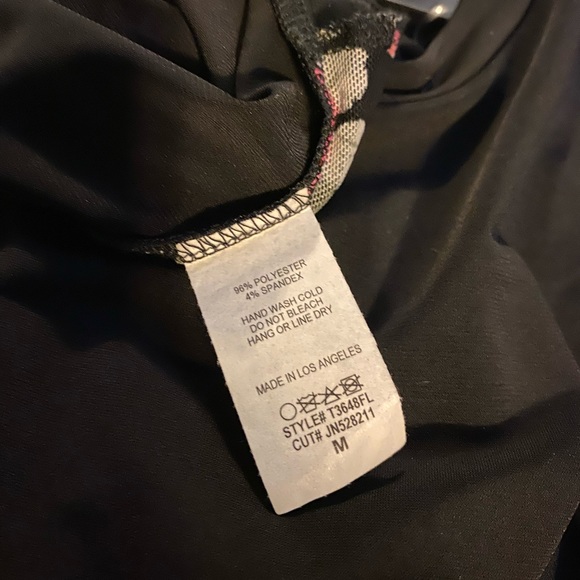 96% POLYESTER
4% SPANDEX
HAND WASH COLD
DO NOT BLEACH
HANG OR LINE DRY
MADE IN LOS ANGELES
STYLE# T3648FL
CUT# JN528211
M